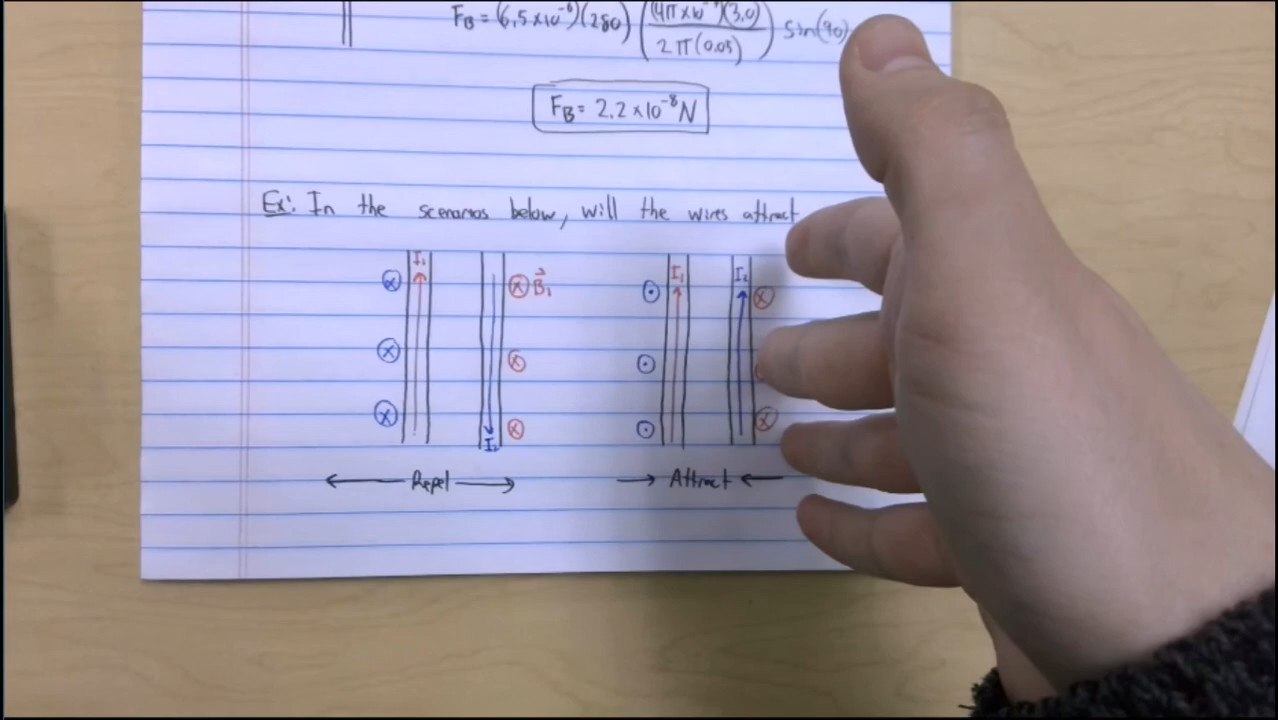 F_B = (6.5×10⁻⁶)(280) ((4π×10⁻⁷)(3.0) / 2π(0.05)) sin(90)
F_B = 2.2×10⁻⁸ N
Ex: In the scenarios below, will the wires attract
I₁ I₁ I₂
B⃗₁
I₂
← Repel → → Attract ←